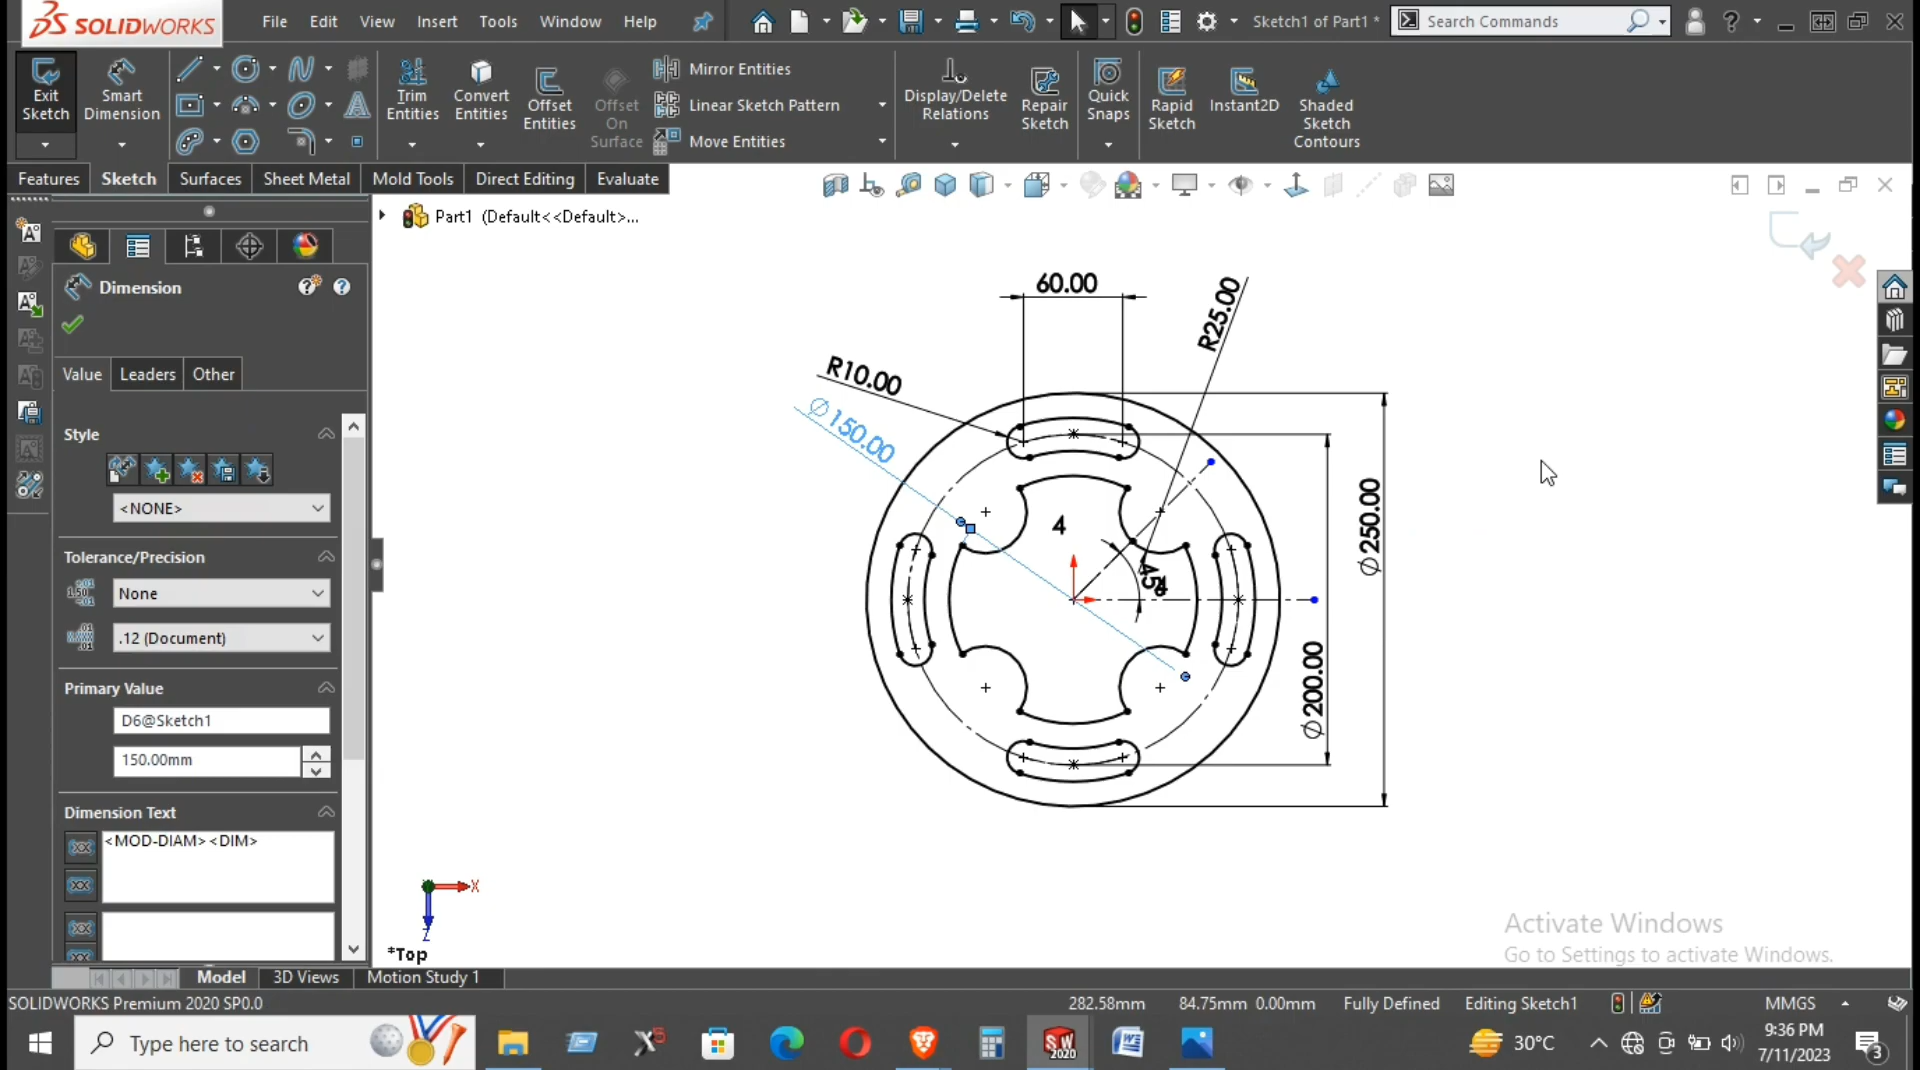 SOLIDWORKS
File Edit View Insert Tools Window Help
Sketch1 of Part1 *
Search Commands
Exit Sketch
Smart Dimension
Trim Entities
Convert Entities
Offset Entities
Offset On Surface
Mirror Entities
Linear Sketch Pattern
Move Entities
Display/Delete Relations
Repair Sketch
Quick Snaps
Rapid Sketch
Instant2D
Shaded Sketch Contours
Features Sketch Surfaces Sheet Metal Mold Tools Direct Editing Evaluate
Part1 (Default<<Default>...
Dimension
Value Leaders Other
Style
<NONE>
Tolerance/Precision
None
.12 (Document)
Primary Value
D6@Sketch1
150.00mm
Dimension Text
<MOD-DIAM><DIM>
60.00
R25.00
R10.00
∅150.00
4
∅250.00
∅200.00
X
Z
*Top
Activate Windows
Go to Settings to activate Windows.
Model 3D Views Motion Study 1
SOLIDWORKS Premium 2020 SP0.0
282.58mm 84.75mm 0.00mm Fully Defined Editing Sketch1 MMGS
Type here to search
SW 2020
30°C
9:36 PM
7/11/2023
3